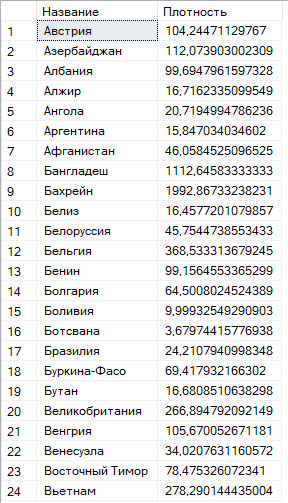 Название Плотность
1 Австрия 104,24471129767
2 Азербайджан 112,073903002309
3 Албания 99,6947961597328
4 Алжир 16,7162335099549
5 Ангола 20,7194994786236
6 Аргентина 15,847034034602
7 Афганистан 46,0584525096525
8 Бангладеш 1112,64583333333
9 Бахрейн 1992,86733238231
10 Белиз 16,4577201079857
11 Белоруссия 45,7544738553433
12 Бельгия 368,533313679245
13 Бенин 99,1564553365299
14 Болгария 64,5008024524389
15 Боливия 9,99932549290903
16 Ботсвана 3,67974415776938
17 Бразилия 24,2107940998348
18 Буркина-Фасо 69,417932166302
19 Бутан 16,6808510638298
20 Великобритания 266,894792092149
21 Венгрия 105,670052671181
22 Венесуэла 34,0207631160572
23 Восточный Тимор 78,475326072341
24 Вьетнам 278,290144435004